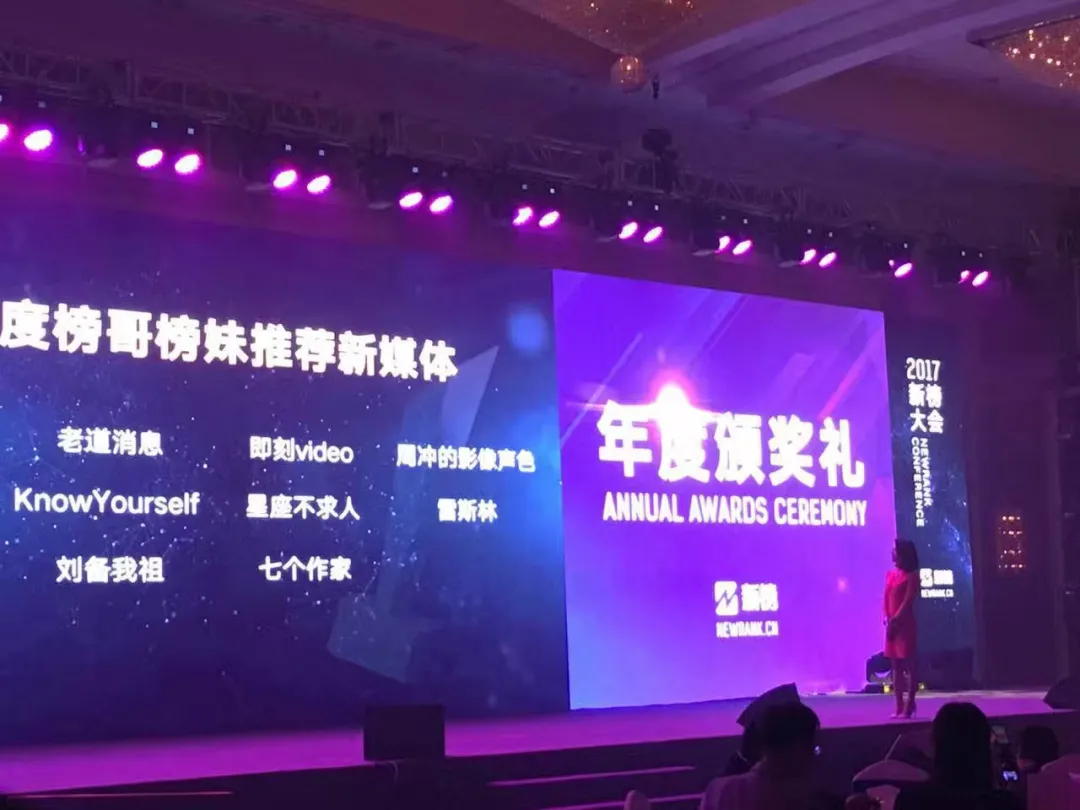 度榜哥榜妹推荐新媒体
老道消息 即刻video 周冲的影像声色
KnowYourself 星座不求人 雷斯林
刘备我祖 七个作家
年度颁奖礼
ANNUAL AWARDS CEREMONY
新榜
NEWRANK.CN
2017
新榜
大会
NEWRANK
CONFERENCE
新榜
NEWRANK.CN